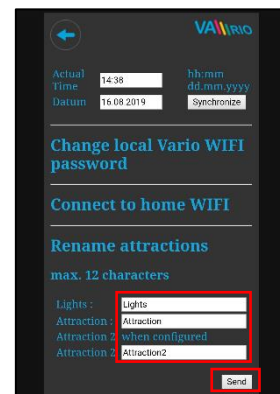 VARIO
Actual Time 14:38 hh:mm
dd.mm.yyyy
Datum 16.08.2019 Synchronize
Change local Vario WIFI
password
Connect to home WIFI
Rename attractions
max. 12 characters
Lights : Lights
Attraction : Attraction
Attraction 2 when configured
Attraction 2 Attraction2
Send